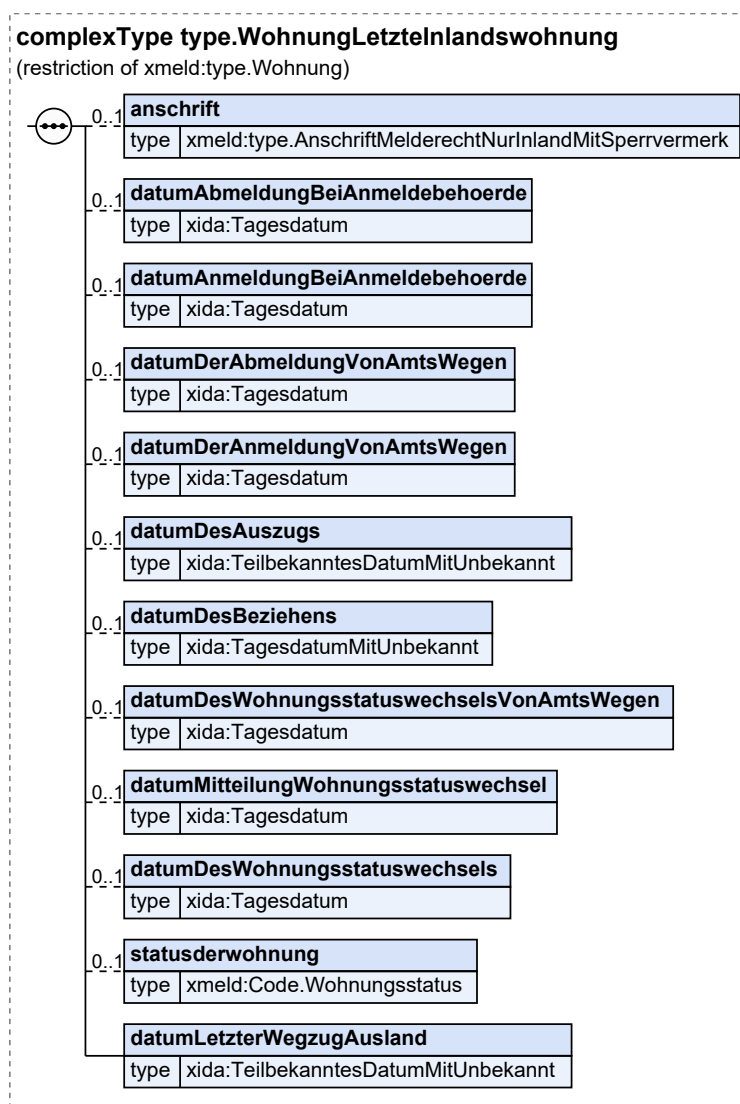 complexType type.WohnungLetzteInlandswohnung
(restriction of xmeld:type.Wohnung)
0..1 anschrift
type xmeld:type.AnschriftMelderechtNurInlandMitSperrvermerk
0..1 datumAbmeldungBeiAnmeldebehoerde
type xida:Tagesdatum
0..1 datumAnmeldungBeiAnmeldebehoerde
type xida:Tagesdatum
0..1 datumDerAbmeldungVonAmtsWegen
type xida:Tagesdatum
0..1 datumDerAnmeldungVonAmtsWegen
type xida:Tagesdatum
0..1 datumDesAuszugs
type xida:TeilbekanntesDatumMitUnbekannt
0..1 datumDesBeziehens
type xida:TagesdatumMitUnbekannt
0..1 datumDesWohnungsstatuswechselsVonAmtsWegen
type xida:Tagesdatum
0..1 datumMitteilungWohnungsstatuswechsel
type xida:Tagesdatum
0..1 datumDesWohnungsstatuswechsels
type xida:Tagesdatum
0..1 statusderwohnung
type xmeld:Code.Wohnungsstatus
datumLetzterWegzugAusland
type xida:TeilbekanntesDatumMitUnbekannt